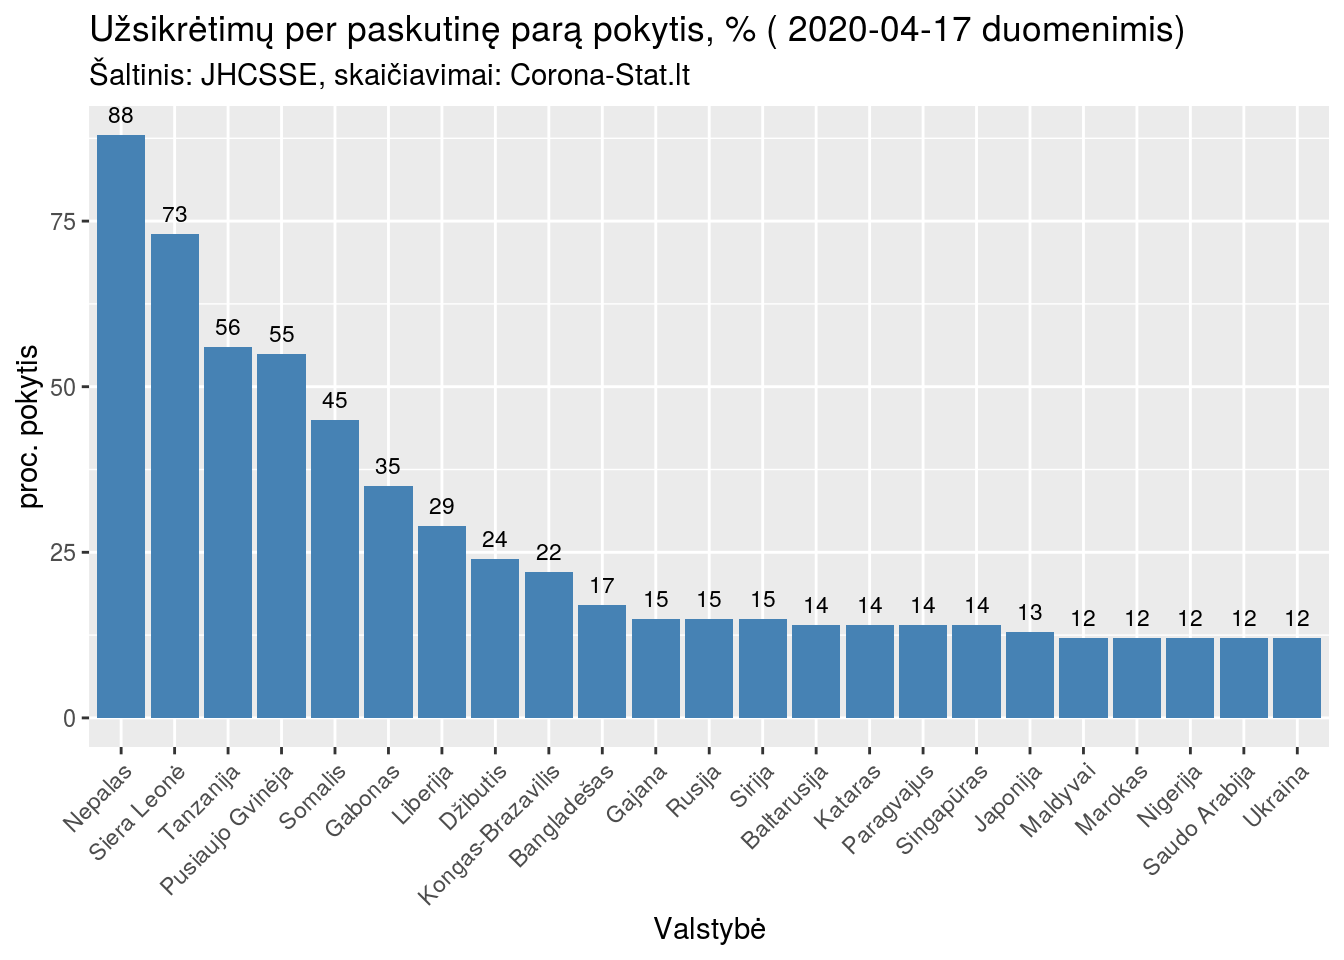 Užsikrėtimų per paskutinę parą pokytis, % ( 2020-04-17 duomenimis)
Šaltinis: JHCSSE, skaičiavimai: Corona-Stat.lt
proc. pokytis
75
50
25
0
88
73
56
55
45
35
29
24
22
17
15
15
15
14
14
14
14
13
12
12
12
12
12
Nepalas
Siera Leonė
Tanzanija
Pusiaujo Gvinėja
Somalis
Gabonas
Liberija
Džibutis
Kongas-Brazavilis
Bangladešas
Gajana
Rusija
Sirija
Baltarusija
Kataras
Paragvajus
Singapūras
Japonija
Maldyvai
Marokas
Nigerija
Saudo Arabija
Ukraina
Valstybė